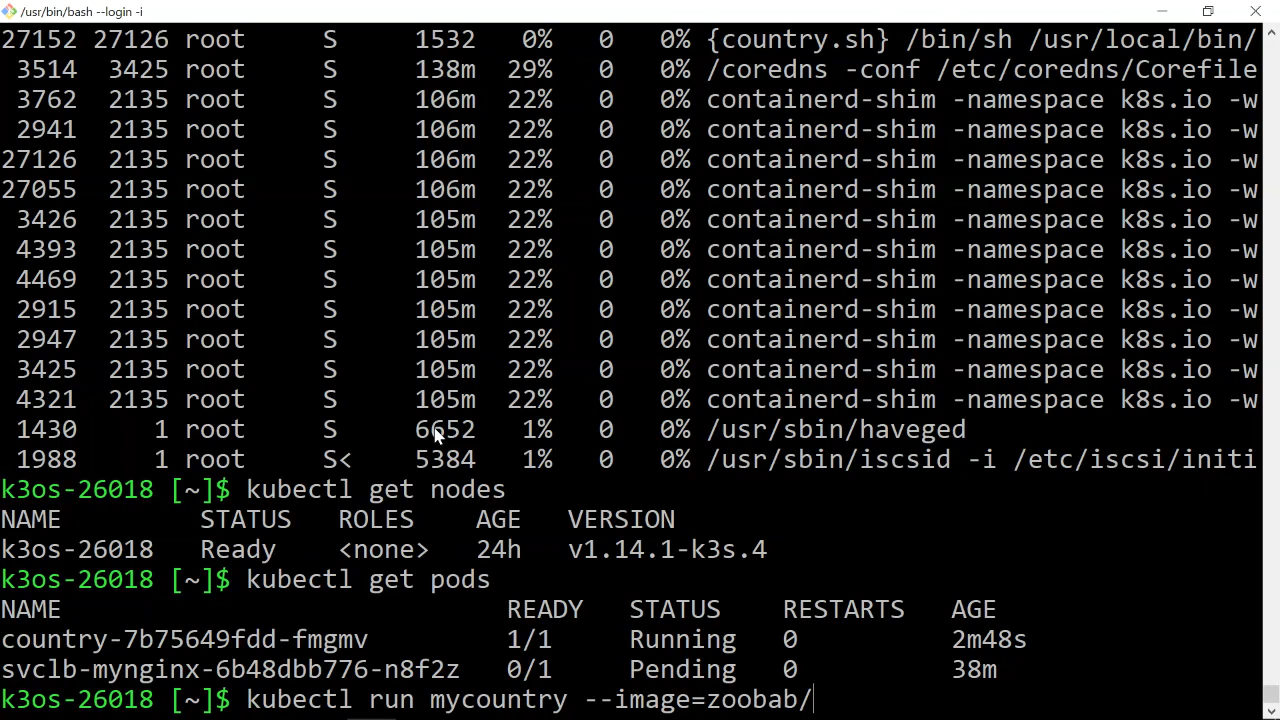 /usr/bin/bash --login -i
27152 27126 root S 1532 0% 0 0% {country.sh} /bin/sh /usr/local/bin/
3514 3425 root S 138m 29% 0 0% /coredns -conf /etc/coredns/Corefile
3762 2135 root S 106m 22% 0 0% containerd-shim -namespace k8s.io -w
2941 2135 root S 106m 22% 0 0% containerd-shim -namespace k8s.io -w
27126 2135 root S 106m 22% 0 0% containerd-shim -namespace k8s.io -w
27055 2135 root S 106m 22% 0 0% containerd-shim -namespace k8s.io -w
3426 2135 root S 105m 22% 0 0% containerd-shim -namespace k8s.io -w
4393 2135 root S 105m 22% 0 0% containerd-shim -namespace k8s.io -w
4469 2135 root S 105m 22% 0 0% containerd-shim -namespace k8s.io -w
2915 2135 root S 105m 22% 0 0% containerd-shim -namespace k8s.io -w
2947 2135 root S 105m 22% 0 0% containerd-shim -namespace k8s.io -w
3425 2135 root S 105m 22% 0 0% containerd-shim -namespace k8s.io -w
4321 2135 root S 105m 22% 0 0% containerd-shim -namespace k8s.io -w
1430 1 root S 6652 1% 0 0% /usr/sbin/haveged
1988 1 root S< 5384 1% 0 0% /usr/sbin/iscsid -i /etc/iscsi/initi
k3os-26018 [~]$ kubectl get nodes
NAME STATUS ROLES AGE VERSION
k3os-26018 Ready <none> 24h v1.14.1-k3s.4
k3os-26018 [~]$ kubectl get pods
NAME READY STATUS RESTARTS AGE
country-7b75649fdd-fmgmv 1/1 Running 0 2m48s
svclb-mynginx-6b48dbb776-n8f2z 0/1 Pending 0 38m
k3os-26018 [~]$ kubectl run mycountry --image=zoobab/